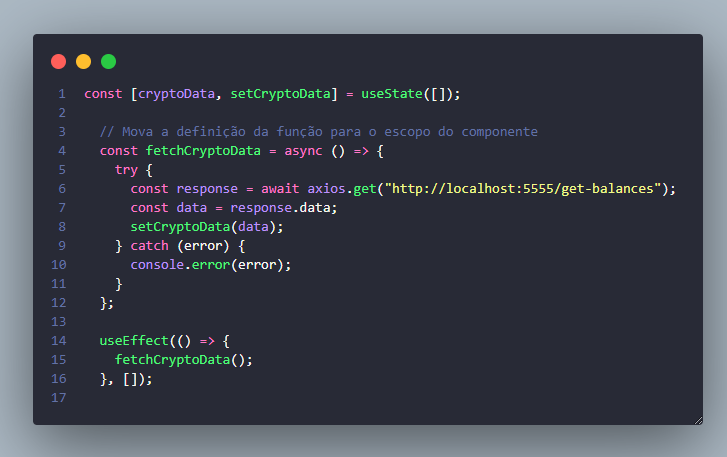 1 const [cryptoData, setCryptoData] = useState([]);
2
3 // Mova a definição da função para o escopo do componente
4 const fetchCryptoData = async () => {
5 try {
6 const response = await axios.get("http://localhost:5555/get-balances");
7 const data = response.data;
8 setCryptoData(data);
9 } catch (error) {
10 console.error(error);
11 }
12 };
13
14 useEffect(() => {
15 fetchCryptoData();
16 }, []);
17